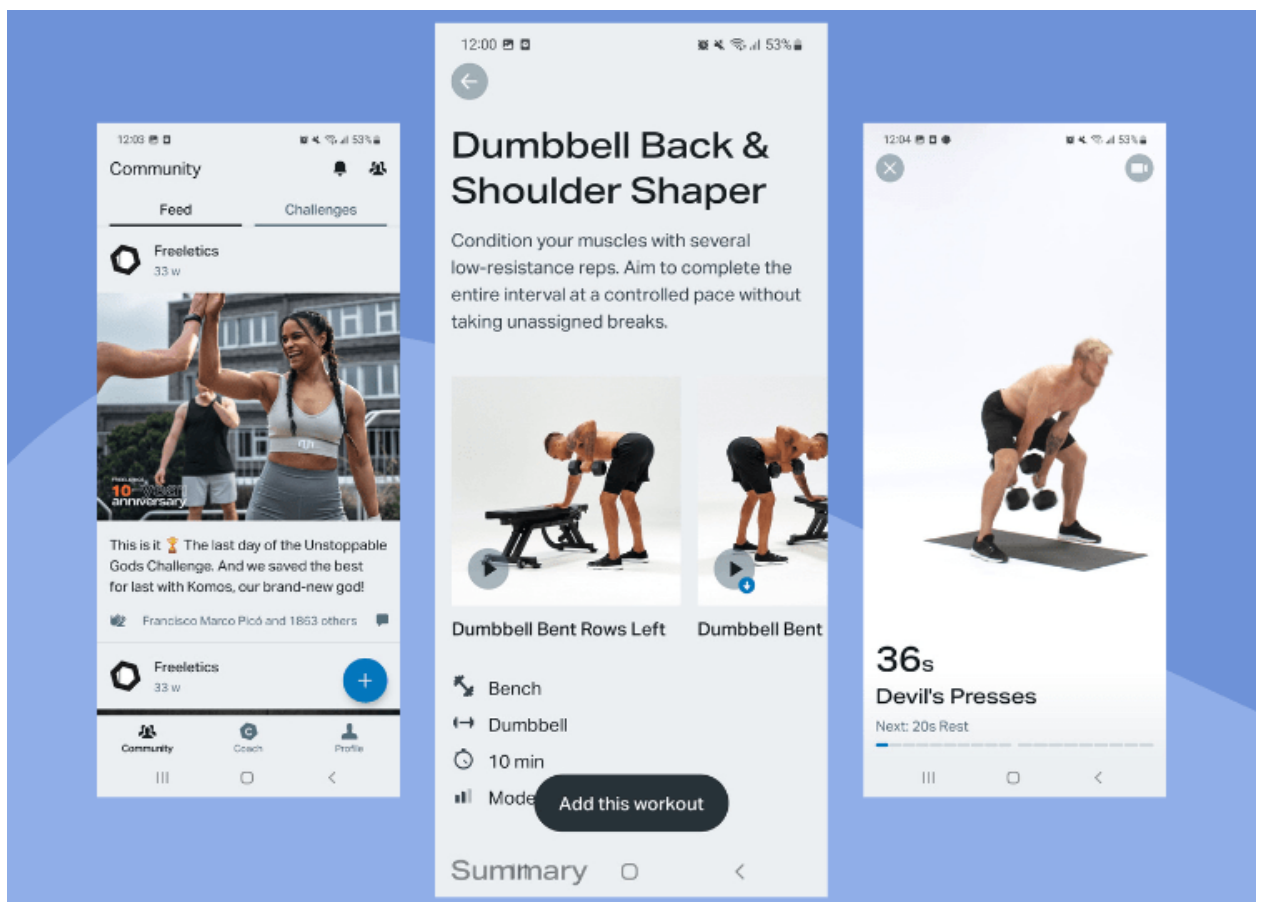 12:03
53%
Community
Feed
Challenges
Freeletics
33 w
FREELETICS
10-year
anniversary
This is it 🏆 The last day of the Unstoppable
Gods Challenge. And we saved the best
for last with Komos, our brand-new god!
Francisco Marco Picó and 1863 others
Freeletics
33 w
+
Community
Coach
Profile
12:00
53%
Dumbbell Back &
Shoulder Shaper
Condition your muscles with several
low-resistance reps. Aim to complete the
entire interval at a controlled pace without
taking unassigned breaks.
Dumbbell Bent Rows Left
Dumbbell Bent
Bench
Dumbbell
10 min
Mode
Add this workout
Summary
12:04
53%
36s
Devil's Presses
Next: 20s Rest